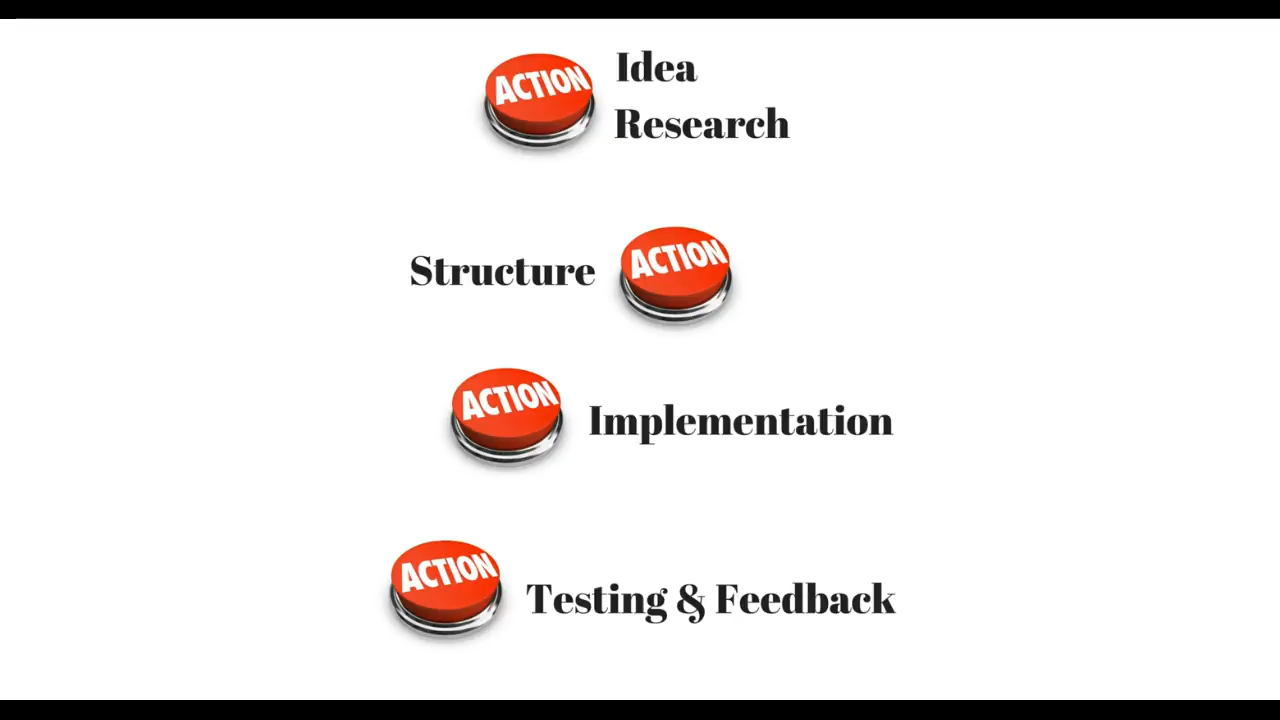 ACTION
Idea
Research
Structure
ACTION
ACTION
Implementation
ACTION
Testing & Feedback